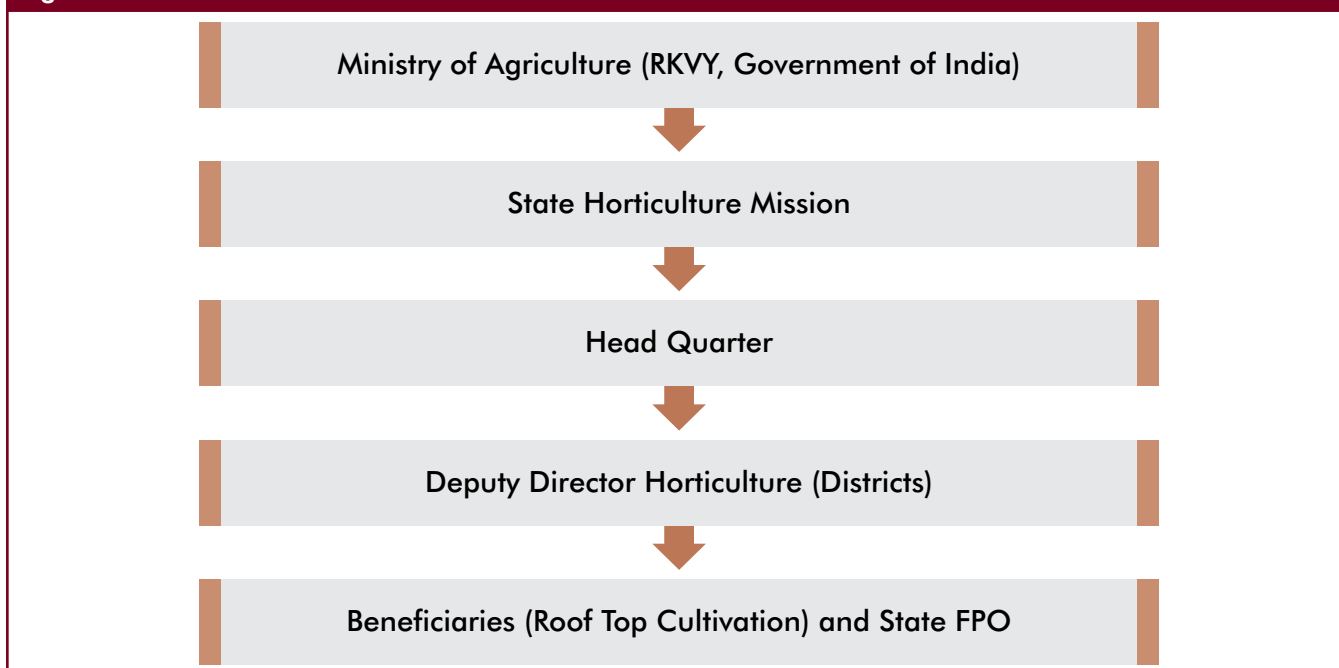 Ministry of Agriculture (RKVY, Government of India)
State Horticulture Mission
Head Quarter
Deputy Director Horticulture (Districts)
Beneficiaries (Roof Top Cultivation) and State FPO